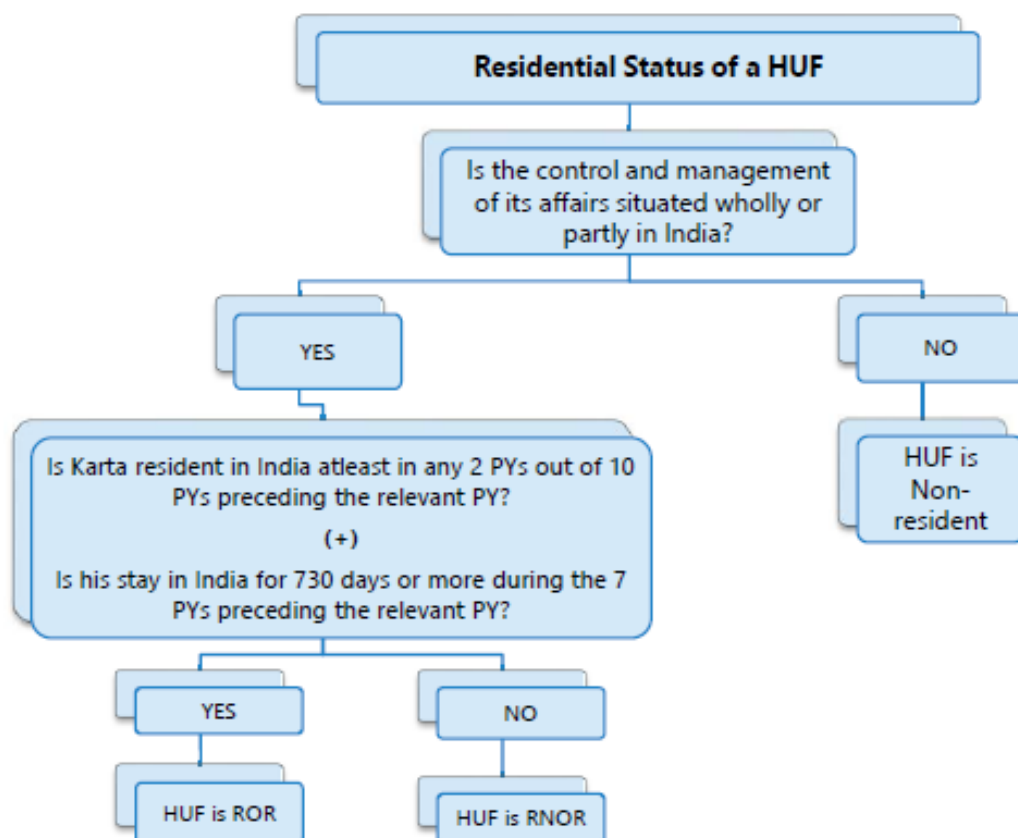 Residential Status of a HUF
Is the control and management
of its affairs situated wholly or
partly in India?
YES
NO
Is Karta resident in India atleast in any 2 PYs out of 10
PYs preceding the relevant PY?
(+)
Is his stay in India for 730 days or more during the 7
PYs preceding the relevant PY?
HUF is
Non-
resident
YES
NO
HUF is ROR
HUF is RNOR